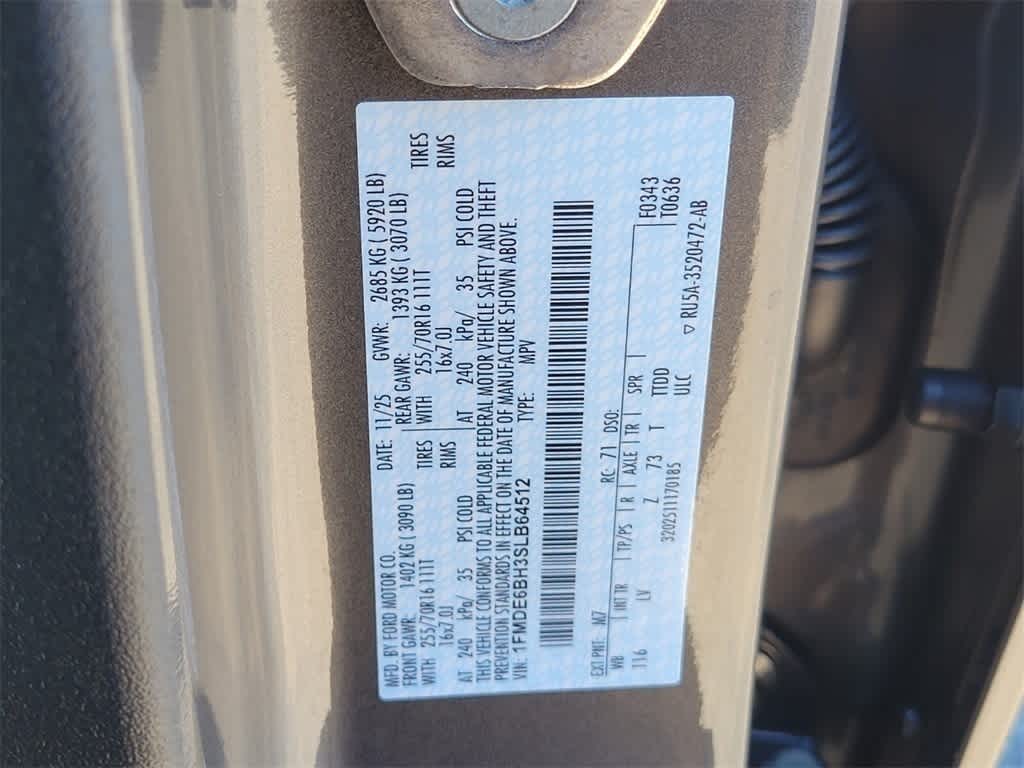 MFD. BY FORD MOTOR CO. DATE: 11/25 GVWR: 2685 KG ( 5920 LB)
FRONT GAWR: 1402 KG ( 3090 LB) REAR GAWR: 1393 KG ( 3070 LB)
WITH 255/70R16 111T TIRES WITH 255/70R16 111T TIRES
16x7.0J RIMS 16x7.0J RIMS
AT 240 kPa/ 35 PSI COLD AT 240 kPa/ 35 PSI COLD
THIS VEHICLE CONFORMS TO ALL APPLICABLE FEDERAL MOTOR VEHICLE SAFETY AND THEFT
PREVENTION STANDARDS IN EFFECT ON THE DATE OF MANUFACTURE SHOWN ABOVE.
VIN: 1FMDE6BH3SLB64512 TYPE: MPV
EXT PNT: M7 RC: 71 DSO: F0343
WB INT TR TP/PS R AXLE TR SPR T0636
116 LV Z 73 T TTDD
3202511170185 ULC
▽ RU5A-3520472-AB